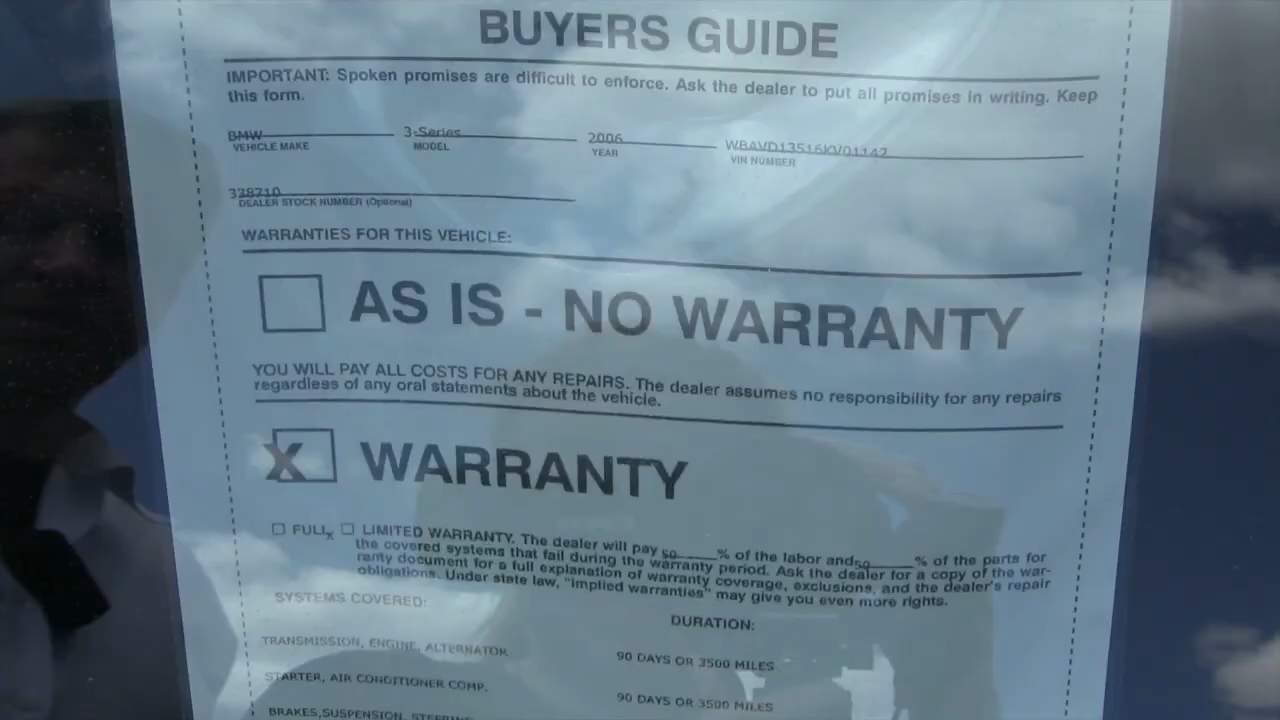 BUYERS GUIDE
IMPORTANT: Spoken promises are difficult to enforce. Ask the dealer to put all promises in writing. Keep
this form.
BMW 3-Series 2006 WBAVD13516KV01142
VEHICLE MAKE MODEL YEAR VIN NUMBER
338710
DEALER STOCK NUMBER (Optional)
WARRANTIES FOR THIS VEHICLE:
AS IS - NO WARRANTY
YOU WILL PAY ALL COSTS FOR ANY REPAIRS. The dealer assumes no responsibility for any repairs
regardless of any oral statements about the vehicle.
X WARRANTY
FULL X LIMITED WARRANTY. The dealer will pay 50 % of the labor and 50 % of the parts for
the covered systems that fail during the warranty period. Ask the dealer for a copy of the war-
ranty document for a full explanation of warranty coverage, exclusions, and the dealer's repair
obligations. Under state law, "implied warranties" may give you even more rights.
SYSTEMS COVERED: DURATION:
TRANSMISSION, ENGINE, ALTERNATOR 90 DAYS OR 3500 MILES
STARTER, AIR CONDITIONER COMP. 90 DAYS OR 3500 MILES
BRAKES,SUSPENSION,